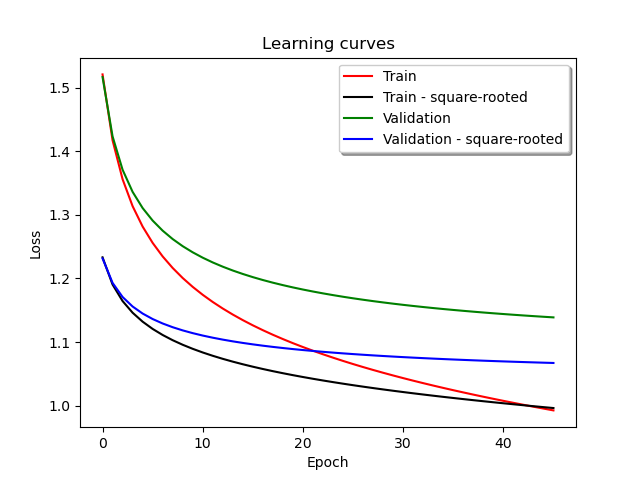 Learning curves
Train
Train - square-rooted
Validation
Validation - square-rooted
Loss
1.5
1.4
1.3
1.2
1.1
1.0
0 10 20 30 40
Epoch